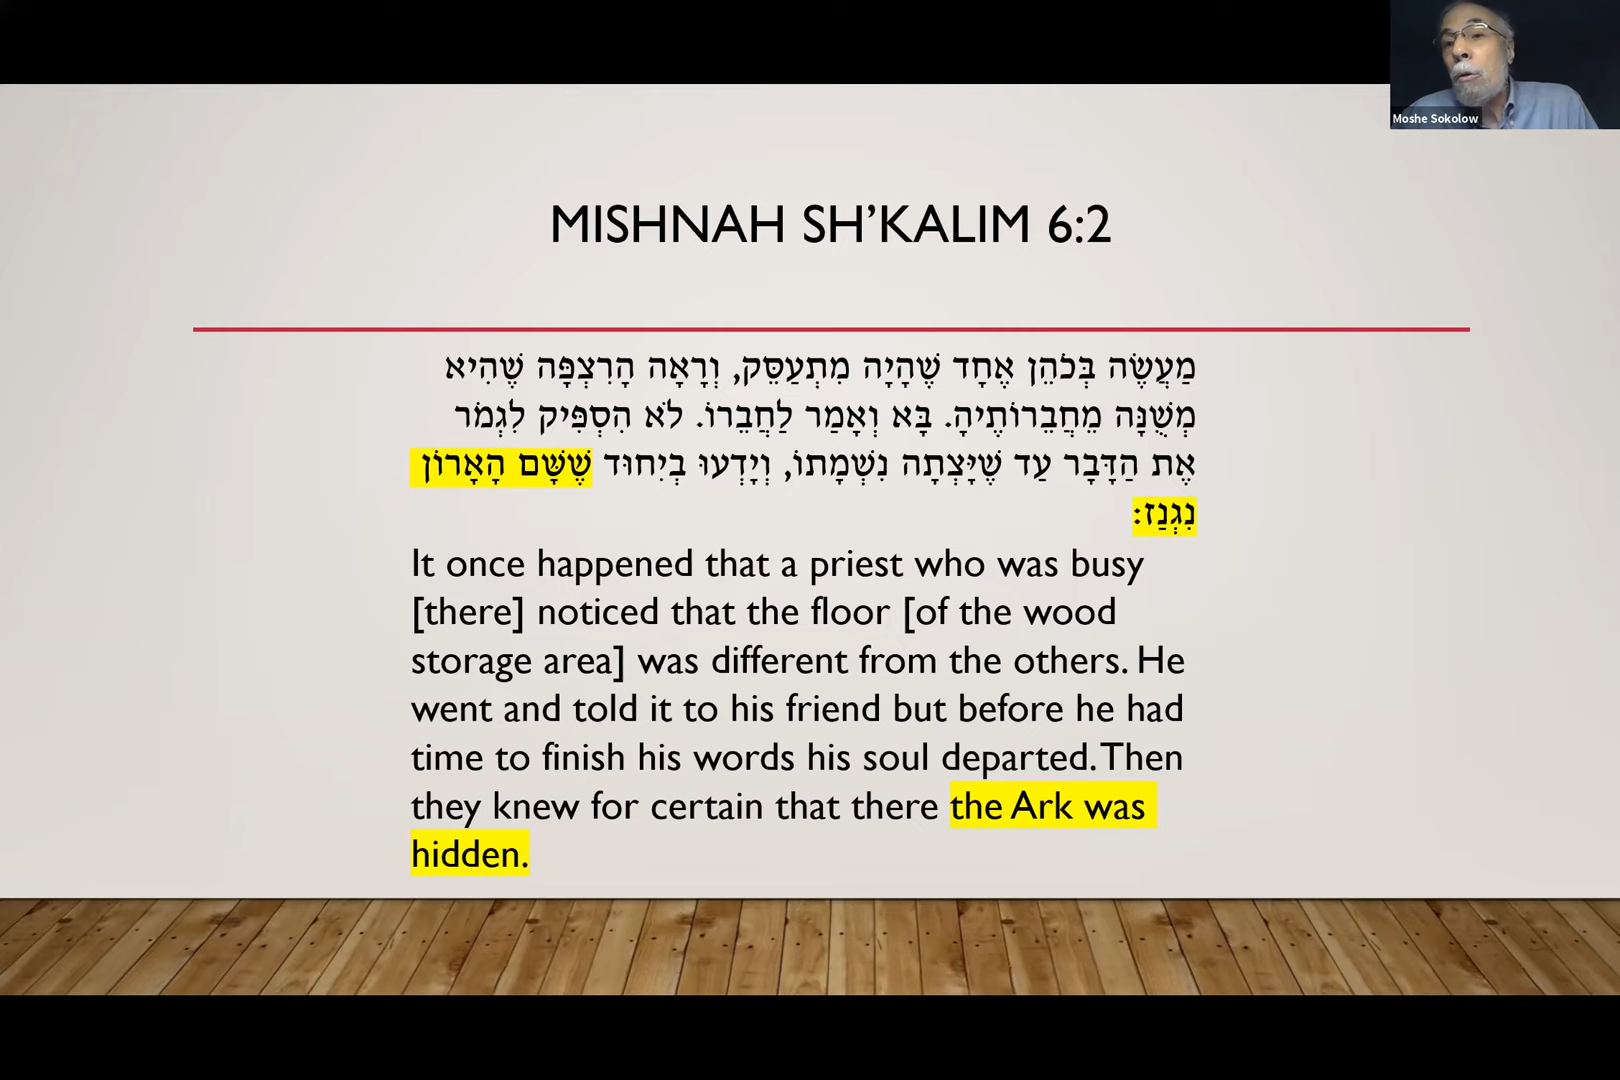 Moshe Sokolow
MISHNAH SH’KALIM 6:2
מַעֲשֶׂה בְּכֹהֵן אֶחָד שֶׁהָיָה מִתְעַסֵּק, וְרָאָה הָרִצְפָּה שֶׁהִיא
מְשֻׁנָּה מֵחֲבֵרוֹתֶיהָ. בָּא וְאָמַר לַחֲבֵרוֹ. לֹא הִסְפִּיק לִגְמֹר
אֶת הַדָּבָר עַד שֶׁיָּצְתָה נִשְׁמָתוֹ, וְיָדְעוּ בְיִחוּד שֶׁשָּׁם הָאָרוֹן
נִגְנַז:
It once happened that a priest who was busy
[there] noticed that the floor [of the wood
storage area] was different from the others. He
went and told it to his friend but before he had
time to finish his words his soul departed. Then
they knew for certain that there the Ark was
hidden.